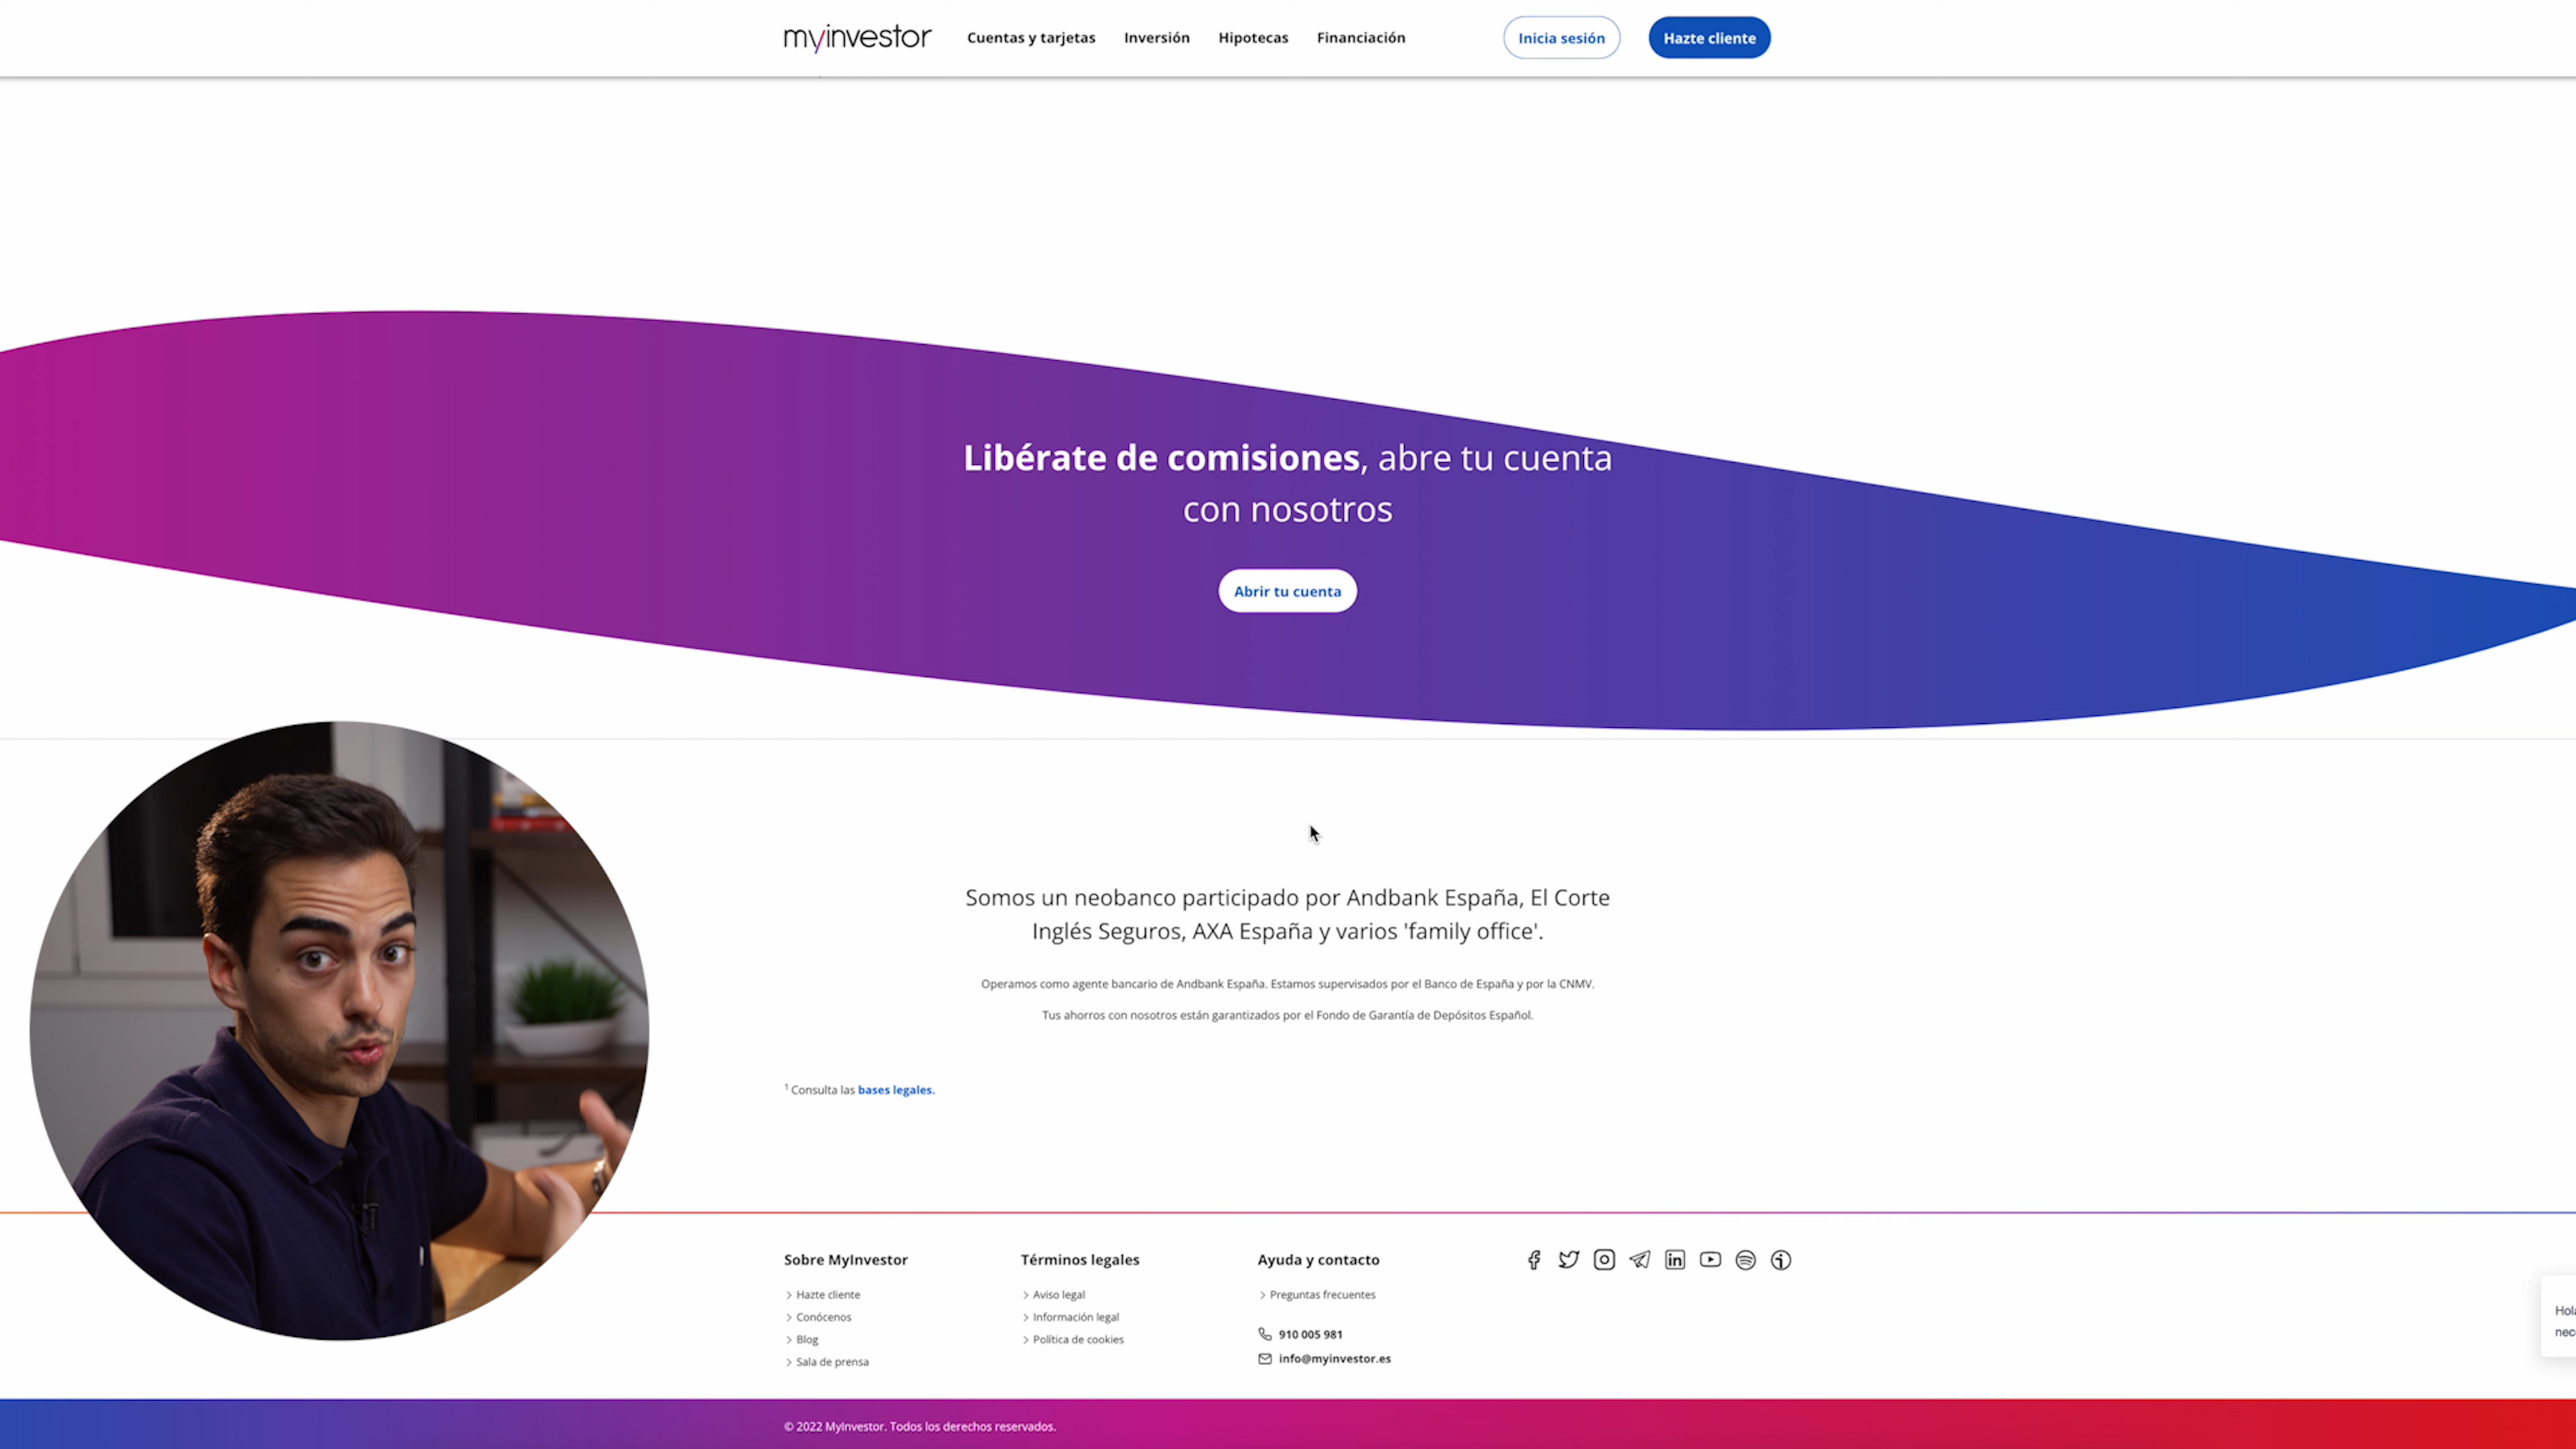 myinvestor
Cuentas y tarjetas
Inversión
Hipotecas
Financiación
Inicia sesión
Hazte cliente
Libérate de comisiones, abre tu cuenta
con nosotros
Abrir tu cuenta
Somos un neobanco participado por Andbank España, El Corte
Inglés Seguros, AXA España y varios 'family office'.
Operamos como agente bancario de Andbank España. Estamos supervisados por el Banco de España y por la CNMV.
Tus ahorros con nosotros están garantizados por el Fondo de Garantía de Depósitos Español.
1 Consulta las bases legales.
Sobre MyInvestor
Hazte cliente
Conócenos
Blog
Sala de prensa
Términos legales
Aviso legal
Información legal
Política de cookies
Ayuda y contacto
Preguntas frecuentes
910 005 981
info@myinvestor.es
© 2022 MyInvestor. Todos los derechos reservados.